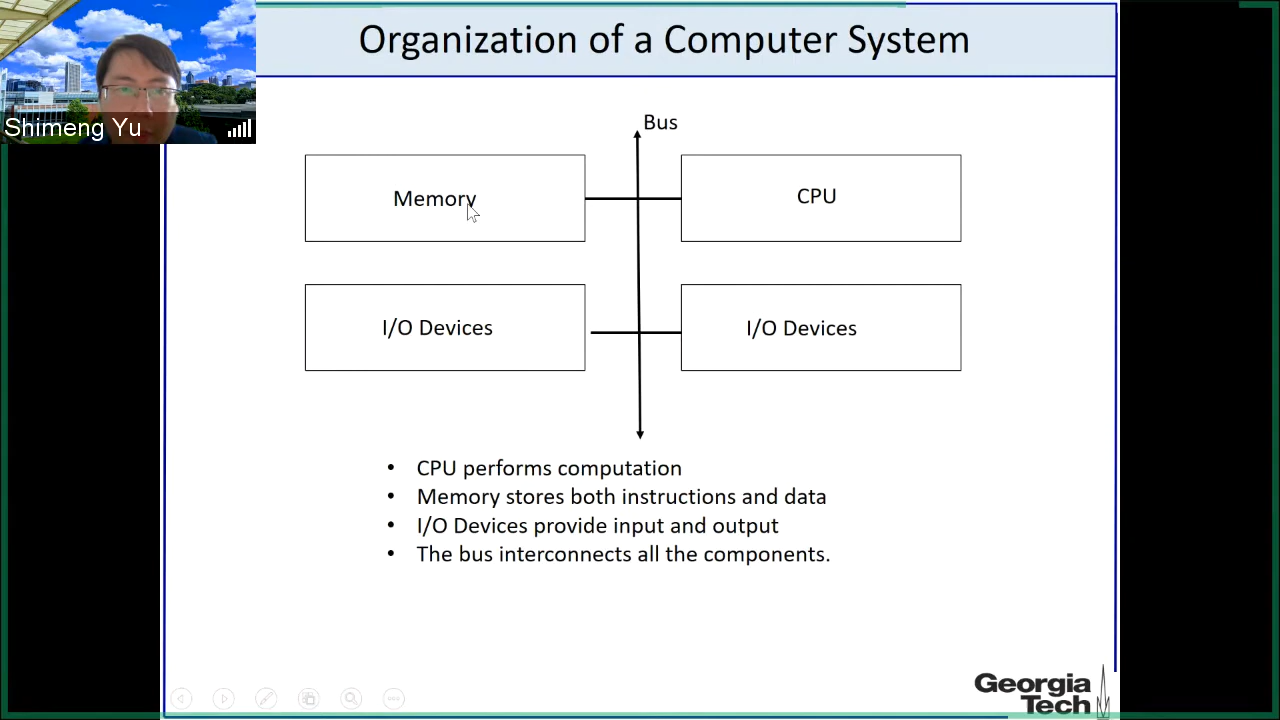 Organization of a Computer System
Shimeng Yu
Bus
Memory
CPU
I/O Devices
I/O Devices
• CPU performs computation
• Memory stores both instructions and data
• I/O Devices provide input and output
• The bus interconnects all the components.
Georgia
Tech